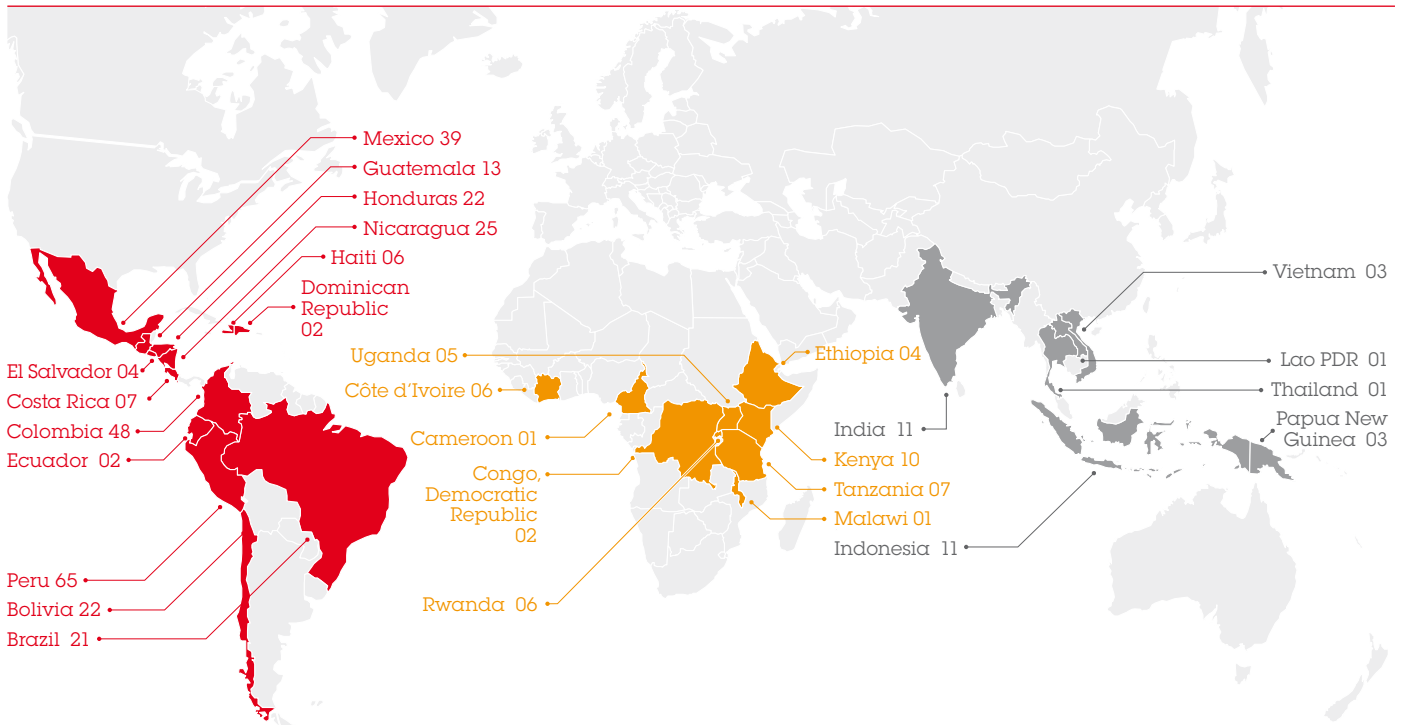 Mexico 39
Guatemala 13
Honduras 22
Nicaragua 25
Haiti 06
Dominican
Republic
02
El Salvador 04
Costa Rica 07
Colombia 48
Ecuador 02
Peru 65
Bolivia 22
Brazil 21
Uganda 05
Côte d'Ivoire 06
Cameroon 01
Congo,
Democratic
Republic
02
Rwanda 06
Ethiopia 04
Kenya 10
Tanzania 07
Malawi 01
India 11
Indonesia 11
Vietnam 03
Lao PDR 01
Thailand 01
Papua New
Guinea 03